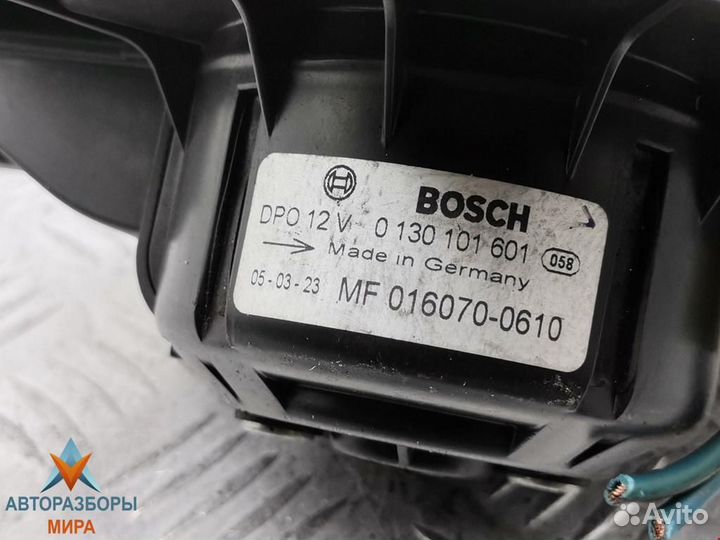 BOSCH
DPO 12 V 0 130 101 601 058
Made in Germany
05-03-23 MF 016070-0610
АВТОРАЗБОРЫ
МИРА
Avito